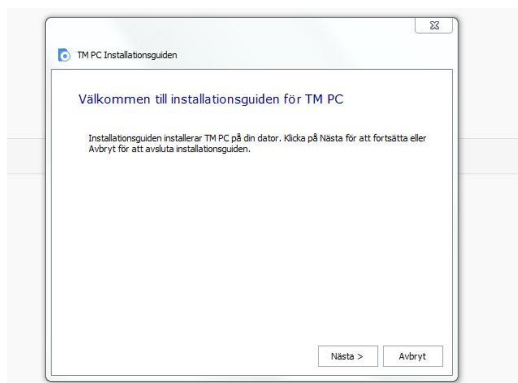 TM PC Installationsguiden
Välkommen till installationsguiden för TM PC
Installationsguiden installerar TM PC på din dator. Klicka på Nästa för att fortsätta eller
Avbryt för att avsluta installationsguiden.
Nästa >
Avbryt